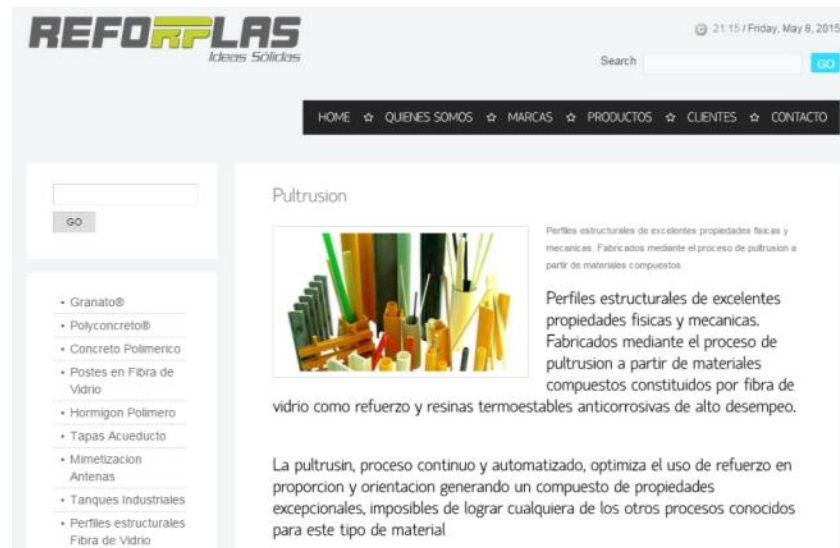 REFORPLAS
Ideas Sólidas
21:15 / Friday, May 8, 2015
Search
GO
HOME ☆ QUIENES SOMOS ☆ MARCAS ☆ PRODUCTOS ☆ CLIENTES ☆ CONTACTO
GO
• Granato®
• Polyconcreto®
• Concreto Polimerico
• Postes en Fibra de
Vidrio
• Hormigon Polimero
• Tapas Acueducto
• Mimetizacion
Antenas
• Tanques Industriales
• Perfiles estructurales
Fibra de Vidrio
Pultrusion
Perfiles estructurales de excelentes propiedades fisicas y
mecanicas. Fabricados mediante el proceso de pultrusion a
partir de materiales compuestos.
Perfiles estructurales de excelentes
propiedades fisicas y mecanicas.
Fabricados mediante el proceso de
pultrusion a partir de materiales
compuestos constituidos por fibra de
vidrio como refuerzo y resinas termoestables anticorrosivas de alto desempeo.
La pultrusin, proceso continuo y automatizado, optimiza el uso de refuerzo en
proporcion y orientacion generando un compuesto de propiedades
excepcionales, imposibles de lograr cualquiera de los otros procesos conocidos
para este tipo de material